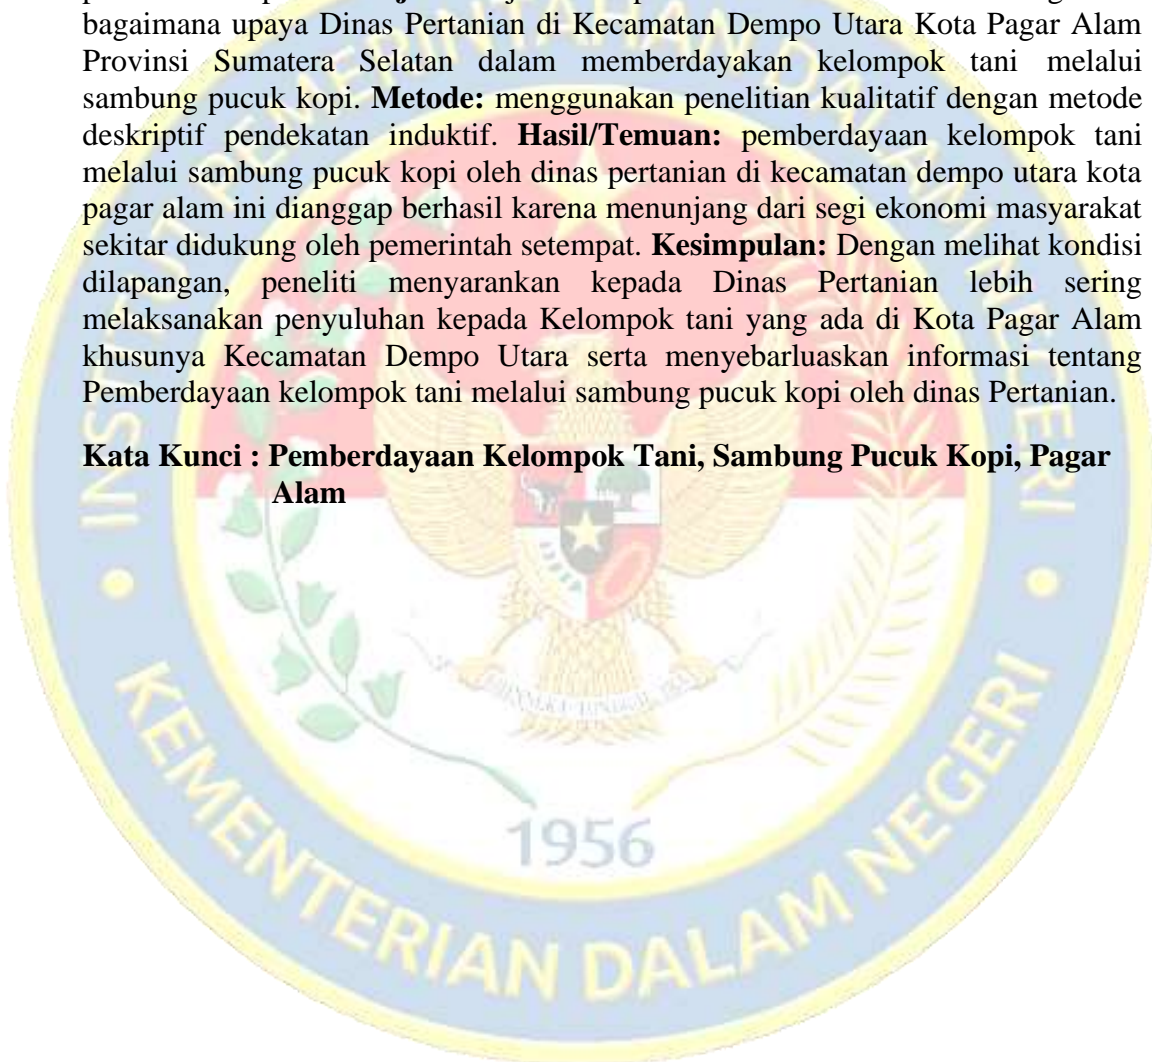 bagaimana upaya Dinas Pertanian di Kecamatan Dempo Utara Kota Pagar Alam
Provinsi Sumatera Selatan dalam memberdayakan kelompok tani melalui
sambung pucuk kopi. Metode: menggunakan penelitian kualitatif dengan metode
deskriptif pendekatan induktif. Hasil/Temuan: pemberdayaan kelompok tani
melalui sambung pucuk kopi oleh dinas pertanian di kecamatan dempo utara kota
pagar alam ini dianggap berhasil karena menunjang dari segi ekonomi masyarakat
sekitar didukung oleh pemerintah setempat. Kesimpulan: Dengan melihat kondisi
dilapangan, peneliti menyarankan kepada Dinas Pertanian lebih sering
melaksanakan penyuluhan kepada Kelompok tani yang ada di Kota Pagar Alam
khusunya Kecamatan Dempo Utara serta menyebarluaskan informasi tentang
Pemberdayaan kelompok tani melalui sambung pucuk kopi oleh dinas Pertanian.
Kata Kunci : Pemberdayaan Kelompok Tani, Sambung Pucuk Kopi, Pagar
Alam
1956
KEMENTERIAN DALAM NEGERI